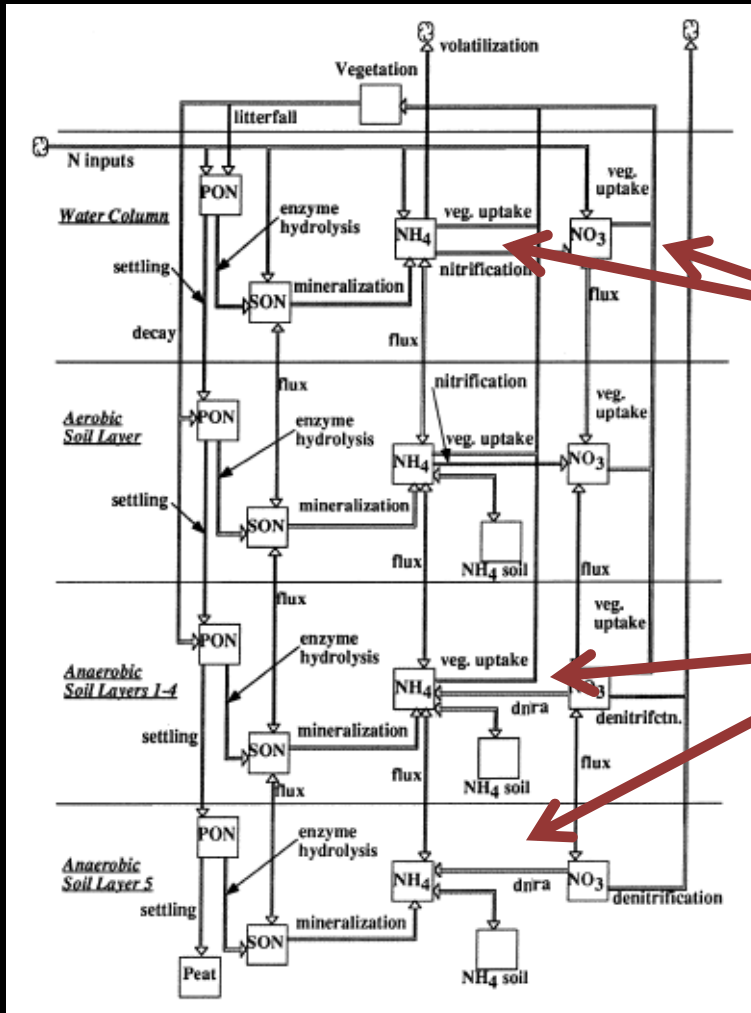 volatilization
Vegetation
litterfall
N inputs
veg.
uptake
PON
Water Column
enzyme
hydrolysis
NH4
veg. uptake
NO3
nitrification
settling
mineralization
SON
flux
decay
flux
flux
nitrification
veg.
uptake
Aerobic
Soil Layer
PON
enzyme
hydrolysis
veg. uptake
NH4
NO3
settling
mineralization
SON
NH4 soil
flux
flux
flux
veg.
uptake
PON
enzyme
hydrolysis
veg. uptake
Anaerobic
Soil Layers 1-4
NH4
NO3
dnra
denitrifctn.
settling
mineralization
SON
flux
flux
NH4 soil
flux
PON
enzyme
hydrolysis
Anaerobic
Soil Layer 5
NH4
dnra
NO3
denitrification
settling
mineralization
SON
Peat
NH4 soil